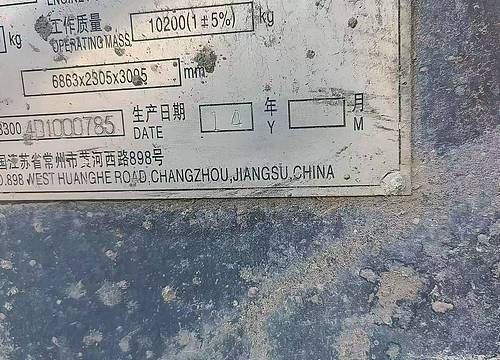 kg 工作质量 10200(1±5%) kg
OPERATING MASS
6863x2305x3005 mm
8300 4D1000785 生产日期 14 年 月
DATE Y M
国江苏省常州市黄河西路898号
O.898 WEST HUANGHE ROAD,CHANGZHOU,JIANGSU,CHINA